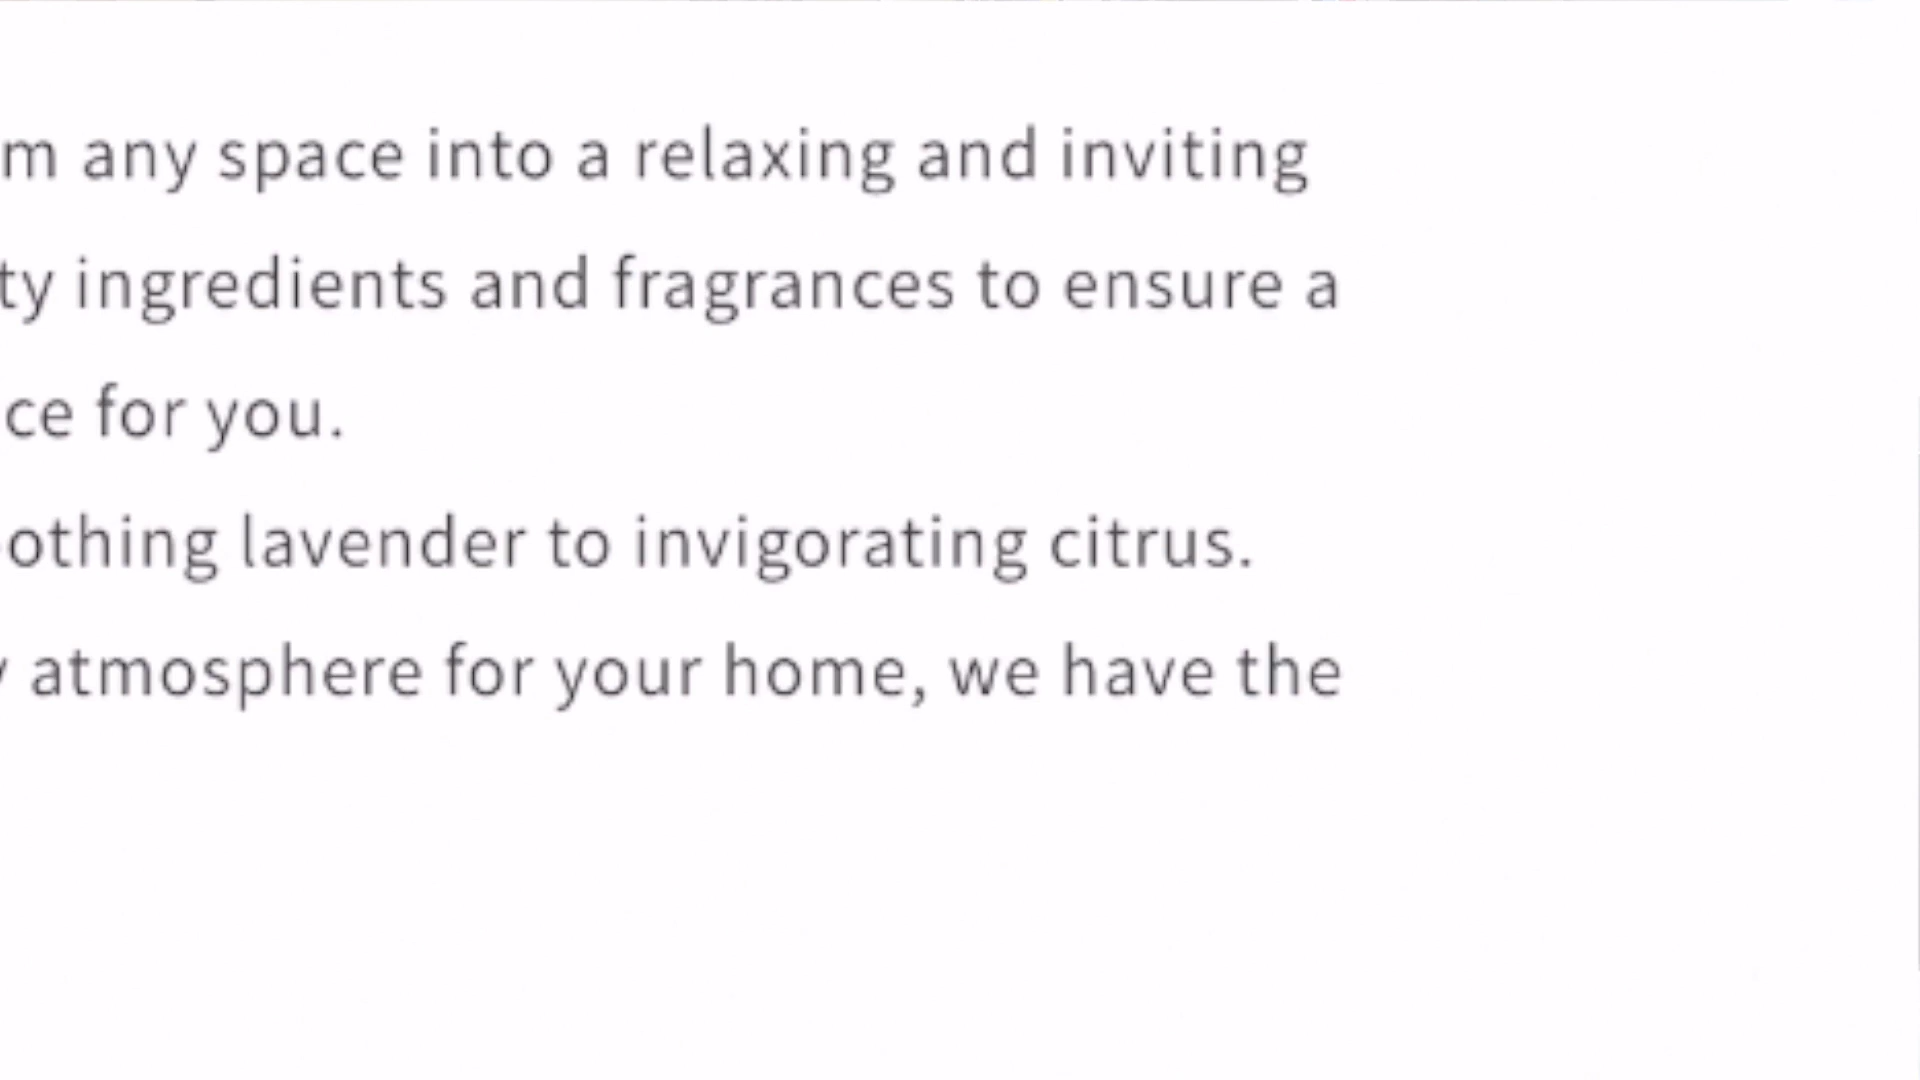 m any space into a relaxing and inviting
ty ingredients and fragrances to ensure a
ce for you.
othing lavender to invigorating citrus.
atmosphere for your home, we have the